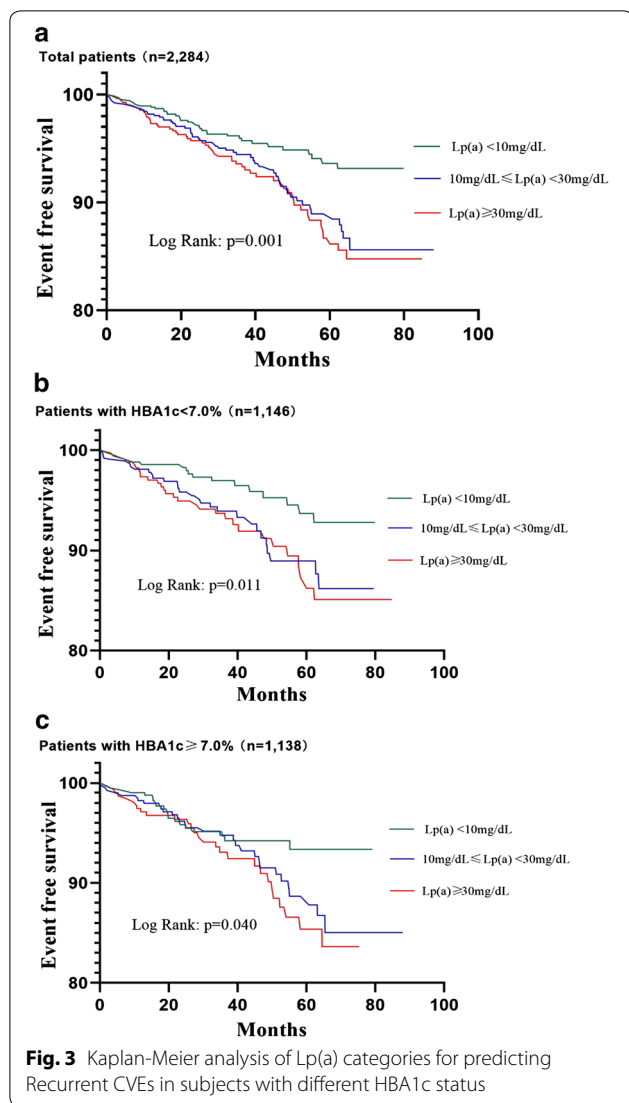 a
Total patients (n=2,284)
100
90
80
Event free survival
Lp(a) <10mg/dL
10mg/dL≤Lp(a) <30mg/dL
Lp(a)≥30mg/dL
Log Rank: p=0.001
0 20 40 60 80 100
Months
b
Patients with HBA1c<7.0% (n=1,146)
100
90
80
Event free survival
Lp(a) <10mg/dL
10mg/dL≤Lp(a) <30mg/dL
Lp(a)≥30mg/dL
Log Rank: p=0.011
0 20 40 60 80 100
Months
c
Patients with HBA1c≥7.0% (n=1,138)
100
90
80
Event free survival
Lp(a) <10mg/dL
10mg/dL≤Lp(a) <30mg/dL
Lp(a)≥30mg/dL
Log Rank: p=0.040
0 20 40 60 80 100
Months
Fig. 3 Kaplan-Meier analysis of Lp(a) categories for predicting
Recurrent CVEs in subjects with different HBA1c status